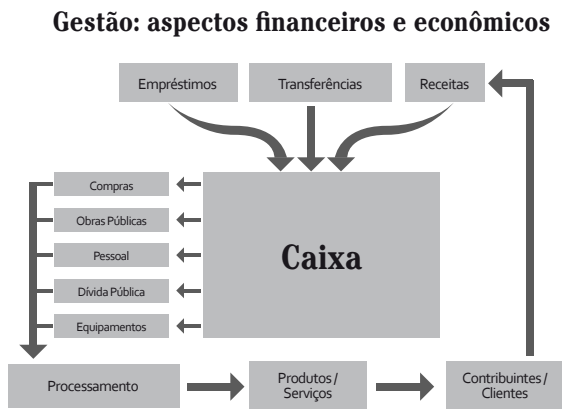 Gestão: aspectos financeiros e econômicos
Empréstimos
Transferências
Receitas
Compras
Obras Públicas
Pessoal
Dívida Pública
Equipamentos
Caixa
Processamento
Produtos /
Serviços
Contribuintes /
Clientes